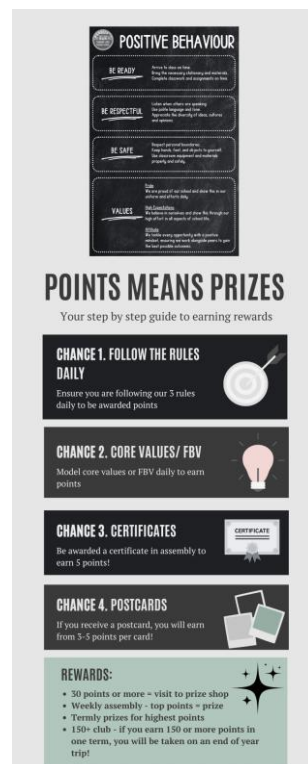 POSITIVE BEHAVIOUR
BE READY
Arrive to class on time.
Bring the necessary stationery and materials.
Complete classwork and assignments on time.
BE RESPECTFUL
Listen when others are speaking.
Use polite language and tone.
Appreciate the diversity of ideas, cultures
and opinions.
BE SAFE
Respect personal boundaries.
Keep hands, feet, and objects to yourself.
Use classroom equipment and materials
properly and safely.
VALUES
Pride
We are proud of our school and show this in our
uniform and efforts daily.
High Expectations
We believe in ourselves and show this through our
high effort in all aspects of school life.
Attitude
We tackle every opportunity with a positive
mindset, ensuring we work alongside peers to gain
the best possible outcomes.
POINTS MEANS PRIZES
Your step by step guide to earning rewards
CHANCE 1. FOLLOW THE RULES
DAILY
Ensure you are following our 3 rules
daily to be awarded points
CHANCE 2. CORE VALUES/ FBV
Model core values or FBV daily to earn
points
CHANCE 3. CERTIFICATES
Be awarded a certificate in assembly to
earn 5 points!
CERTIFICATE
CHANCE 4. POSTCARDS
If you receive a postcard, you will earn
from 3-5 points per card!
REWARDS:
• 30 points or more = visit to prize shop
• Weekly assembly - top points = prize
• Termly prizes for highest points
• 150+ club - if you earn 150 or more points in
one term, you will be taken on an end of year
trip!